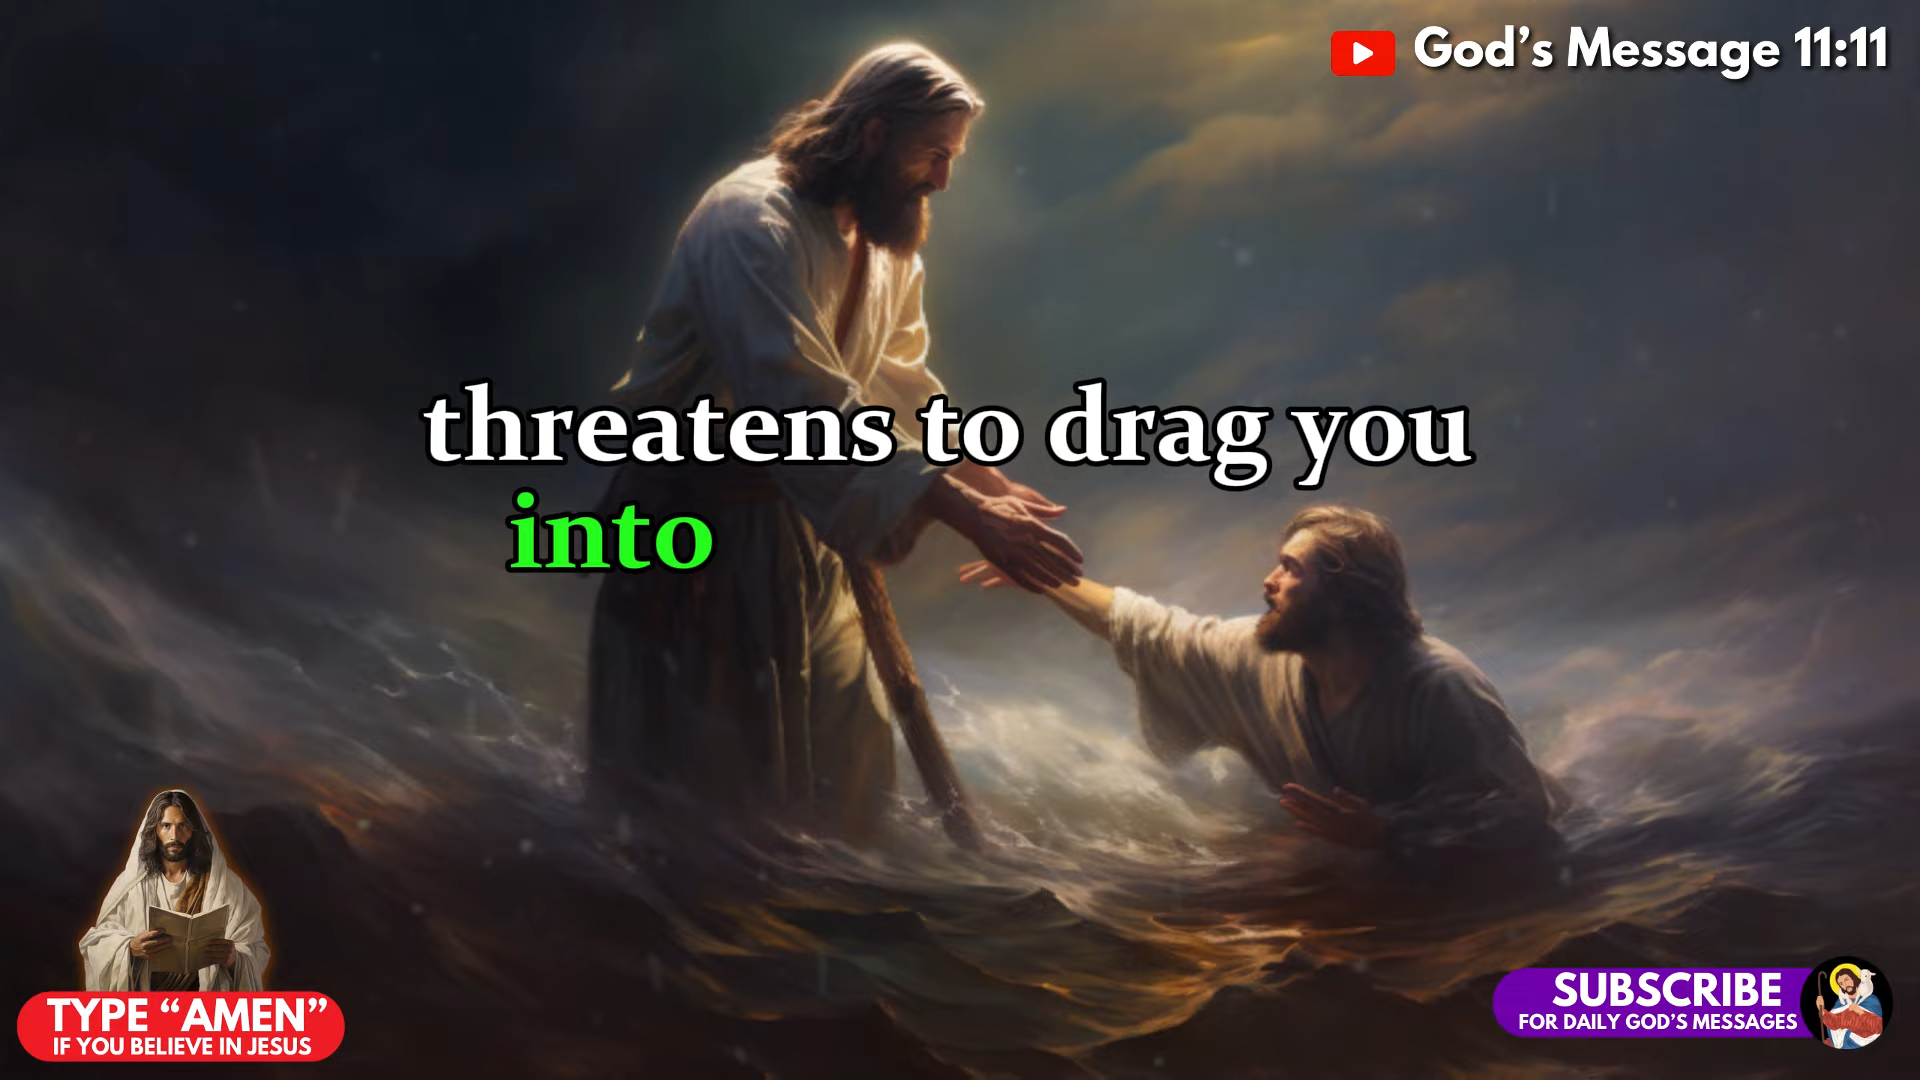 God's Message 11:11
threatens to drag you
into
TYPE “AMEN”
IF YOU BELIEVE IN JESUS
SUBSCRIBE
FOR DAILY GOD'S MESSAGES